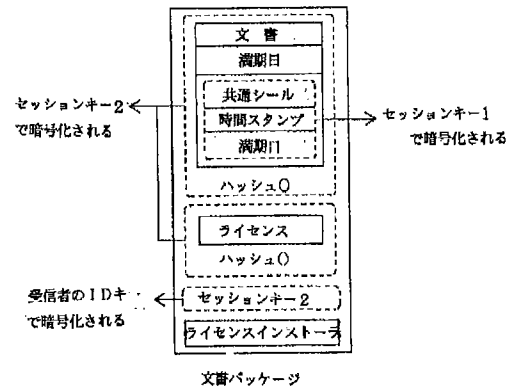 文書
満期日
セッションキー2
で暗号化される
共通シール
時間スタンプ
満期日
セッションキー1
で暗号化される
ハッシュ()
ライセンス
ハッシュ()
受信者のIDキー
で暗号化される
セッションキー2
ライセンスインストーラ
文書パッケージ